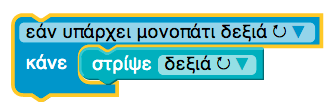 εάν υπάρχει μονοπάτι δεξιά ↻ ▼
κάνε στρίψε δεξιά ↻ ▼